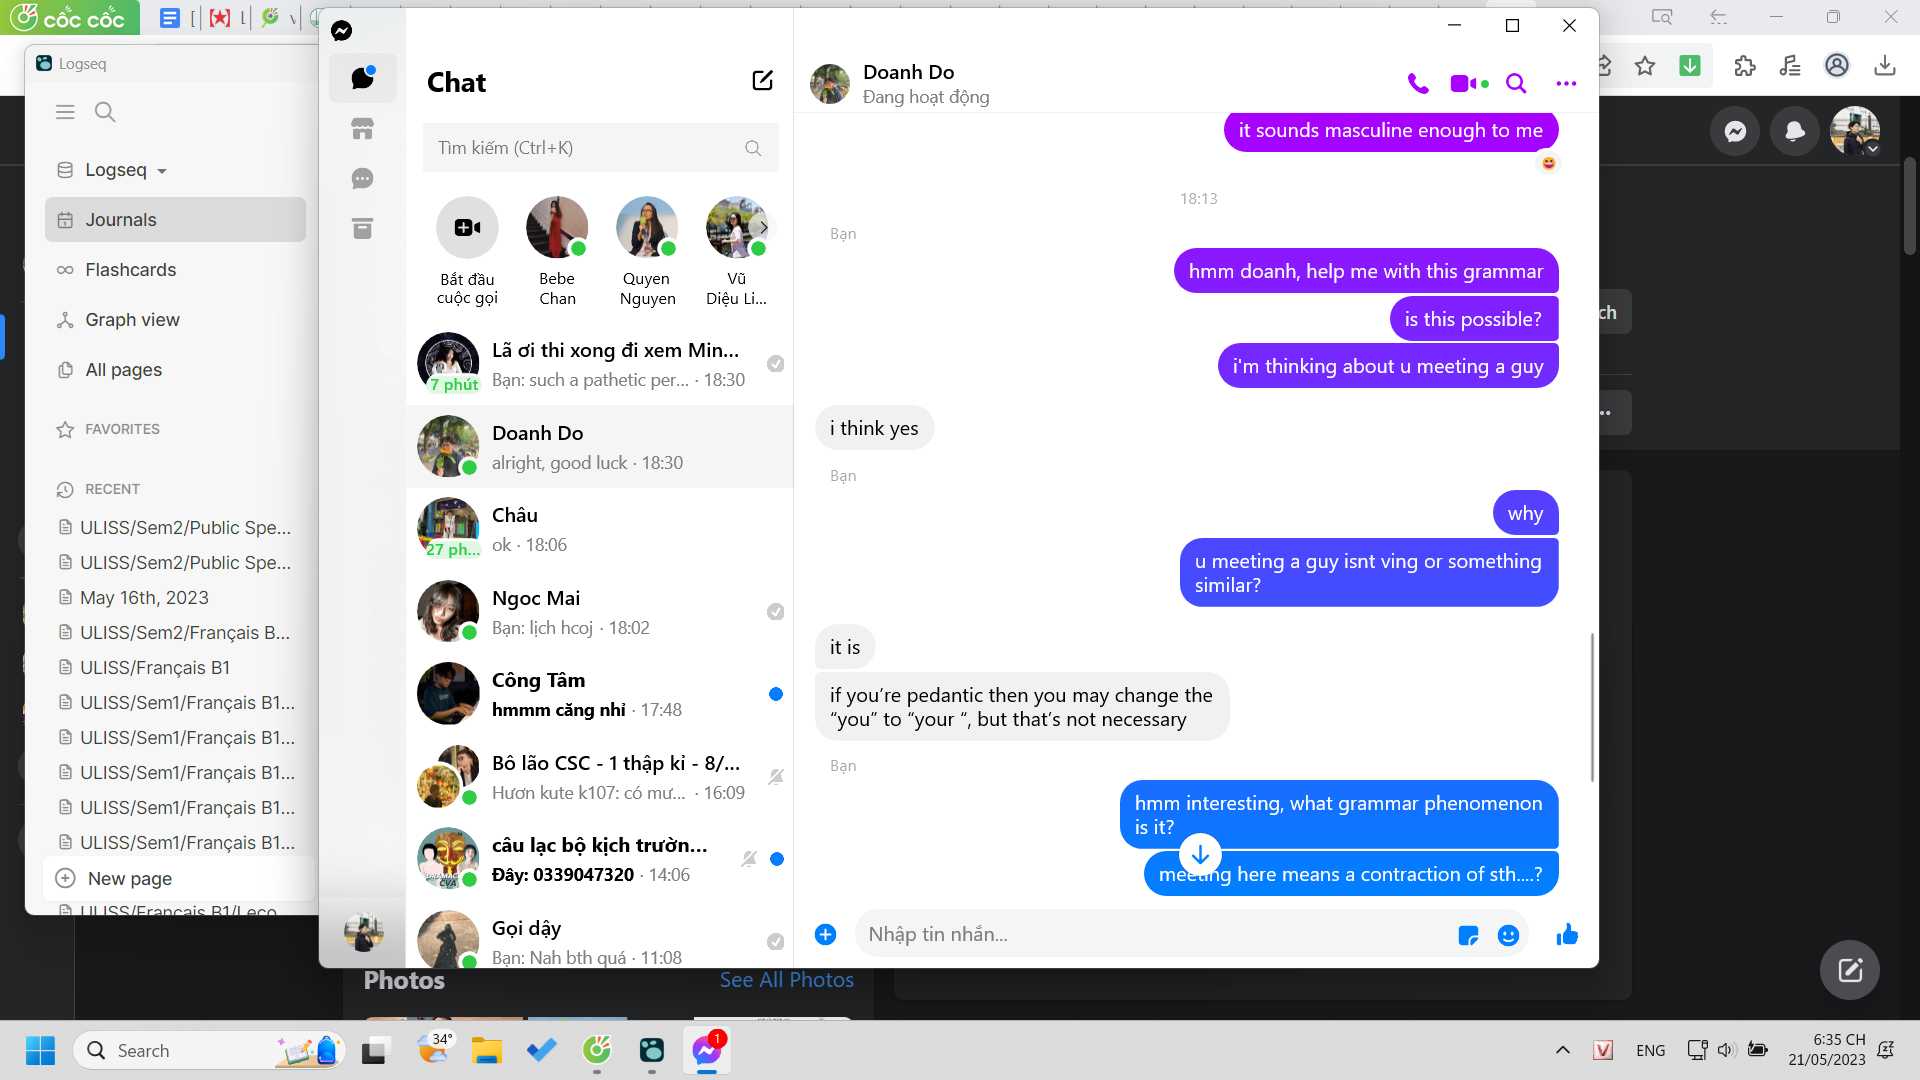 cốc cốc
Logseq
Logseq
Journals
Flashcards
Graph view
All pages
FAVORITES
RECENT
ULISS/Sem2/Public Spe...
ULISS/Sem2/Public Spe...
May 16th, 2023
ULISS/Sem2/Français B...
ULISS/Français B1
ULISS/Sem1/Français B1...
ULISS/Sem1/Français B1...
ULISS/Sem1/Français B1...
ULISS/Sem1/Français B1...
ULISS/Sem1/Français B1...
New page
ULISS/Français B1/Leço
Chat
Tìm kiếm (Ctrl+K)
Bắt đầu
cuộc gọi
Bebe
Chan
Quyen
Nguyen
Vũ
Diệu Li...
Lã ơi thi xong đi xem Min...
7 phút
Bạn: such a pathetic per... · 18:30
Doanh Do
alright, good luck · 18:30
Châu
27 ph...
ok · 18:06
Ngoc Mai
Bạn: lịch hcoj · 18:02
Công Tâm
hmmm căng nhỉ · 17:48
Bô lão CSC - 1 thập kỉ - 8/...
Hươn kute k107: có mư... · 16:09
câu lạc bộ kịch trườn...
Đây: 0339047320 · 14:06
Gọi dậy
Bạn: Nah bth quá · 11:08
Doanh Do
Đang hoạt động
it sounds masculine enough to me
18:13
Bạn
hmm doanh, help me with this grammar
is this possible?
i'm thinking about u meeting a guy
i think yes
Bạn
why
u meeting a guy isnt ving or something
similar?
it is
if you’re pedantic then you may change the
“you” to “your “, but that’s not necessary
Bạn
hmm interesting, what grammar phenomenon
is it?
meeting here means a contraction of sth....?
Nhập tin nhắn...
ch
Photos
See All Photos
Search
34°
1
ENG
6:35 CH
21/05/2023